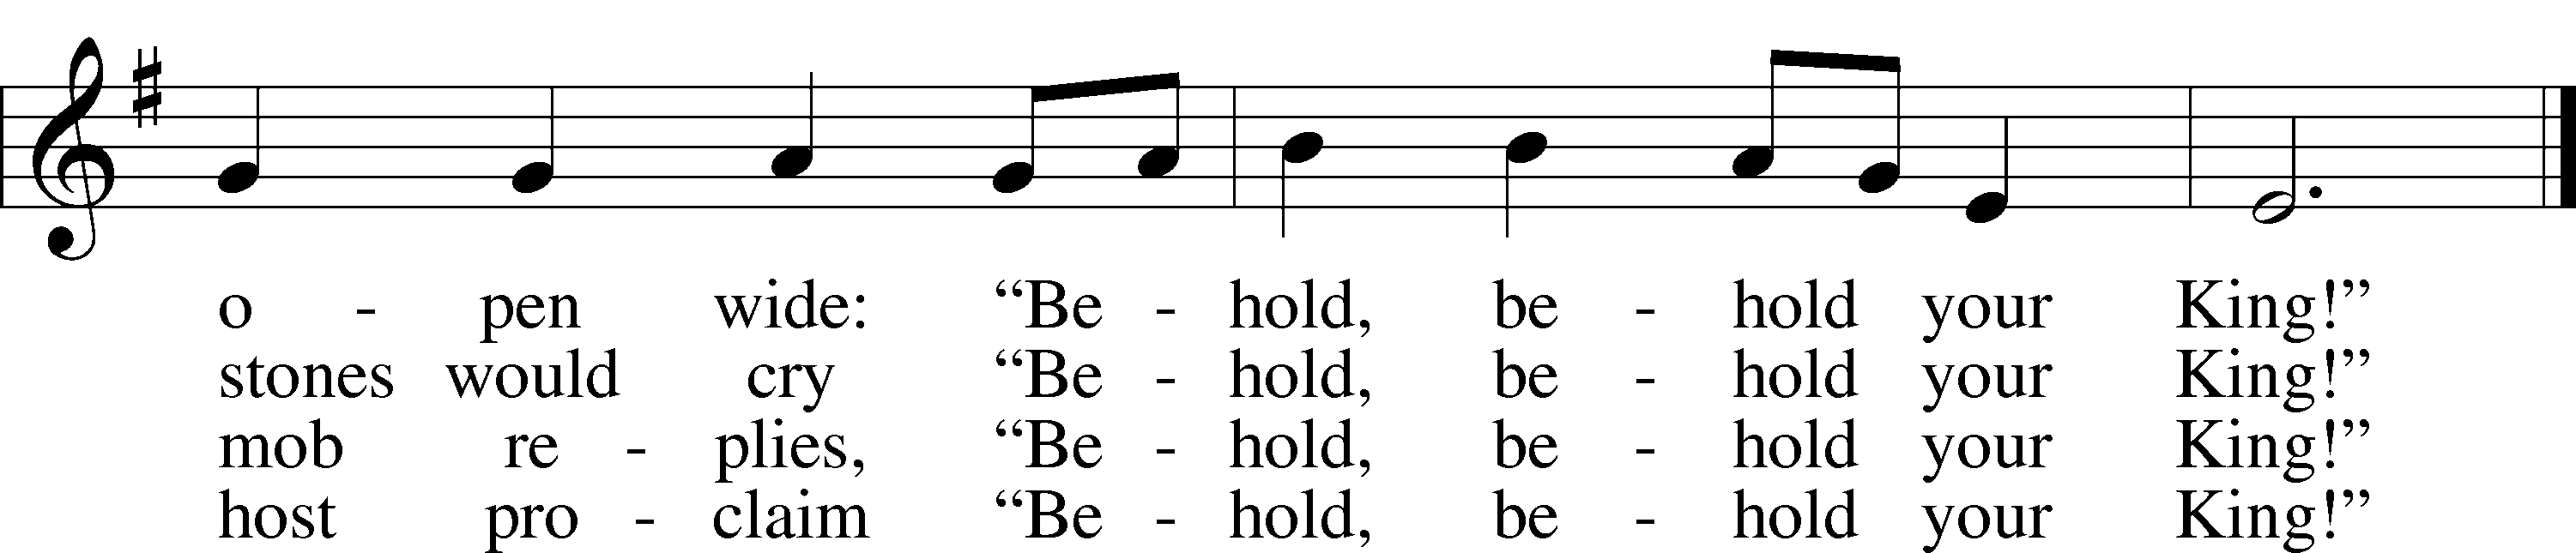 o - pen wide: “Be - hold, be - hold your King!”
stones would cry “Be - hold, be - hold your King!”
mob re - plies, “Be - hold, be - hold your King!”
host pro - claim “Be - hold, be - hold your King!”